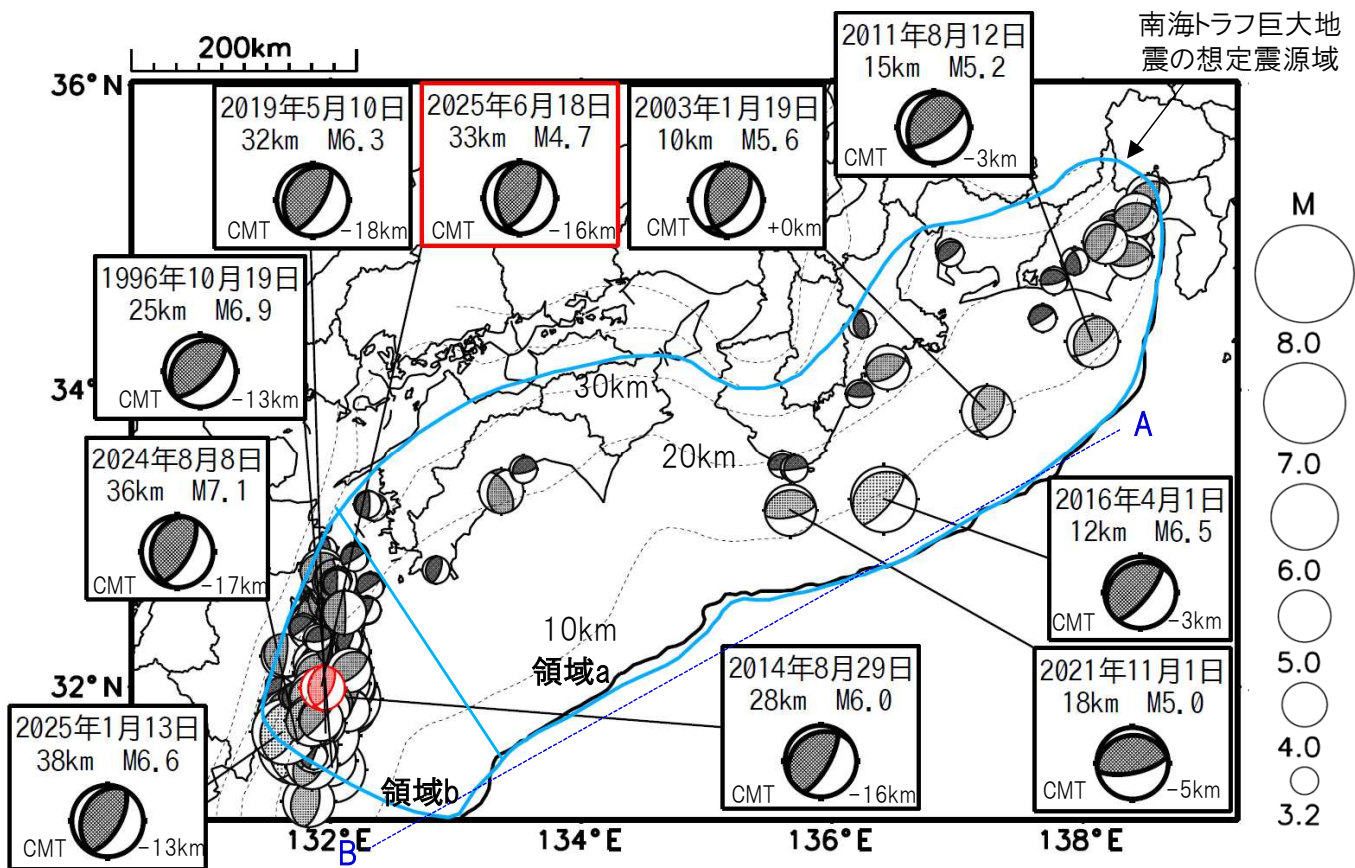 200km
南海トラフ巨大地
震の想定震源域
36°N
34°N
32°N
132°E
134°E
136°E
138°E
2019年5月10日
32km M6.3
CMT
-18km
2025年6月18日
33km M4.7
CMT
-16km
2003年1月19日
10km M5.6
CMT
+0km
2011年8月12日
15km M5.2
CMT
-3km
1996年10月19日
25km M6.9
CMT
-13km
2024年8月8日
36km M7.1
CMT
-17km
2025年1月13日
38km M6.6
CMT
-13km
2014年8月29日
28km M6.0
CMT
-16km
2016年4月1日
12km M6.5
CMT
-3km
2021年11月1日
18km M5.0
CMT
-5km
30km
20km
10km
領域a
領域b
A
B
M
8.0
7.0
6.0
5.0
4.0
3.2